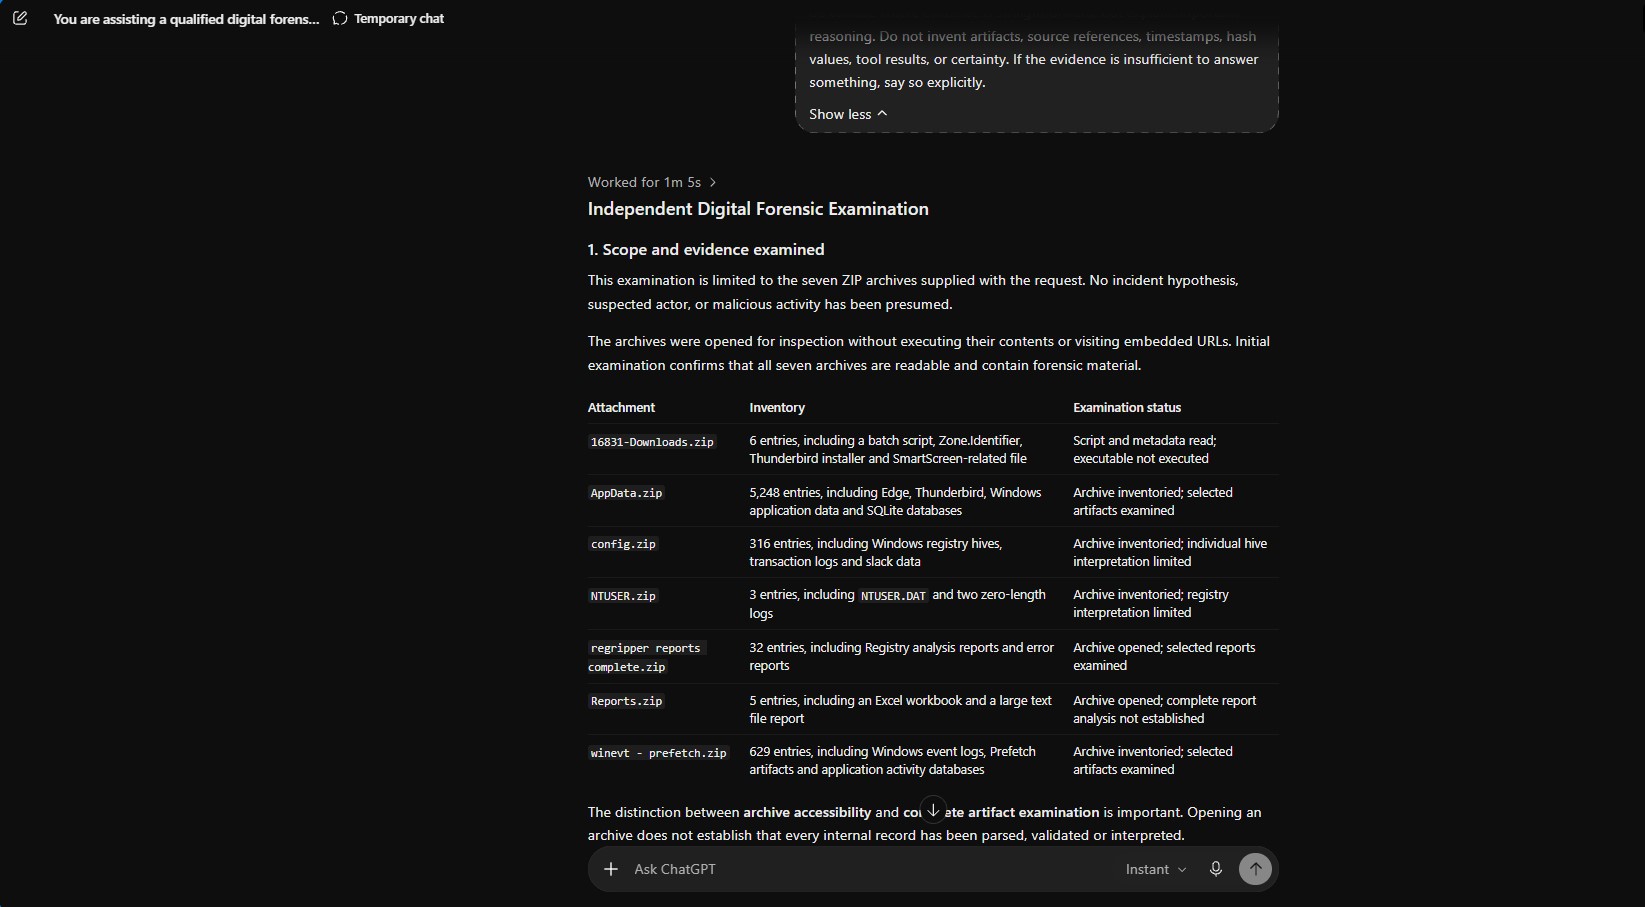 You are assisting a qualified digital forens... Temporary chat
reasoning. Do not invent artifacts, source references, timestamps, hash
values, tool results, or certainty. If the evidence is insufficient to answer
something, say so explicitly.
Show less
Worked for 1m 5s
Independent Digital Forensic Examination
1. Scope and evidence examined
This examination is limited to the seven ZIP archives supplied with the request. No incident hypothesis,
suspected actor, or malicious activity has been presumed.
The archives were opened for inspection without executing their contents or visiting embedded URLs. Initial
examination confirms that all seven archives are readable and contain forensic material.
Attachment Inventory Examination status
16831-Downloads.zip 6 entries, including a batch script, Zone.Identifier, Script and metadata read;
Thunderbird installer and SmartScreen-related file executable not executed
AppData.zip 5,248 entries, including Edge, Thunderbird, Windows Archive inventoried; selected
application data and SQLite databases artifacts examined
config.zip 316 entries, including Windows registry hives, Archive inventoried; individual hive
transaction logs and slack data interpretation limited
NTUSER.zip 3 entries, including NTUSER.DAT and two zero-length Archive inventoried; registry
logs interpretation limited
regripper reports 32 entries, including Registry analysis reports and error Archive opened; selected reports
complete.zip reports examined
Reports.zip 5 entries, including an Excel workbook and a large text Archive opened; complete report
file report analysis not established
winevt - prefetch.zip 629 entries, including Windows event logs, Prefetch Archive inventoried; selected
artifacts and application activity databases artifacts examined
The distinction between archive accessibility and artifact examination is important. Opening an
archive does not establish that every internal record has been parsed, validated or interpreted.
Ask ChatGPT Instant